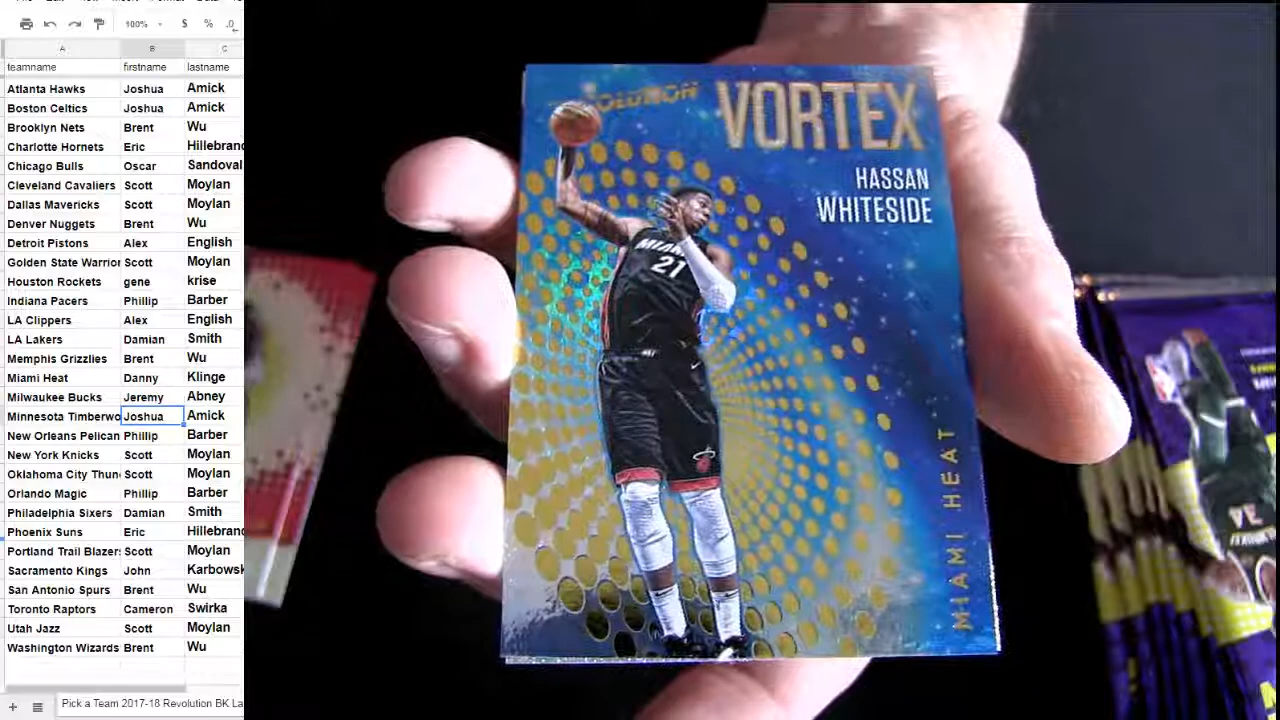 100% $ % .0
A B C
teamname firstname lastname
Atlanta Hawks Joshua Amick
Boston Celtics Joshua Amick
Brooklyn Nets Brent Wu
Charlotte Hornets Eric Hillebrand
Chicago Bulls Oscar Sandoval
Cleveland Cavaliers Scott Moylan
Dallas Mavericks Scott Moylan
Denver Nuggets Brent Wu
Detroit Pistons Alex English
Golden State Warrior Scott Moylan
Houston Rockets gene krise
Indiana Pacers Phillip Barber
LA Clippers Alex English
LA Lakers Damian Smith
Memphis Grizzlies Brent Wu
Miami Heat Danny Klinge
Milwaukee Bucks Jeremy Abney
Minnesota Timberwo Joshua Amick
New Orleans Pelican Phillip Barber
New York Knicks Scott Moylan
Oklahoma City Thun Scott Moylan
Orlando Magic Phillip Barber
Philadelphia Sixers Damian Smith
Phoenix Suns Eric Hillebrand
Portland Trail Blazers Scott Moylan
Sacramento Kings John Karbowsk
San Antonio Spurs Brent Wu
Toronto Raptors Cameron Swirka
Utah Jazz Scott Moylan
Washington Wizards Brent Wu
Pick a Team 2017-18 Revolution BK La
OLUTION
VORTEX
HASSAN
WHITESIDE
MIAMI
21
MIAMI HEAT